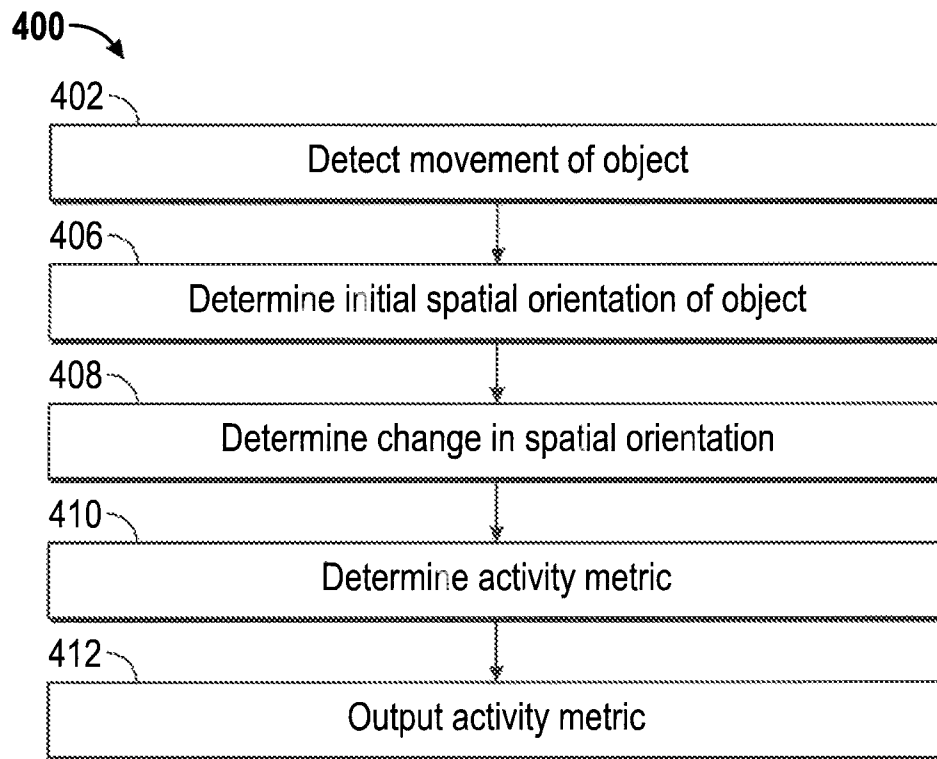 400
402
Detect movement of object
406
Determine initial spatial orientation of object
408
Determine change in spatial orientation
410
Determine activity metric
412
Output activity metric